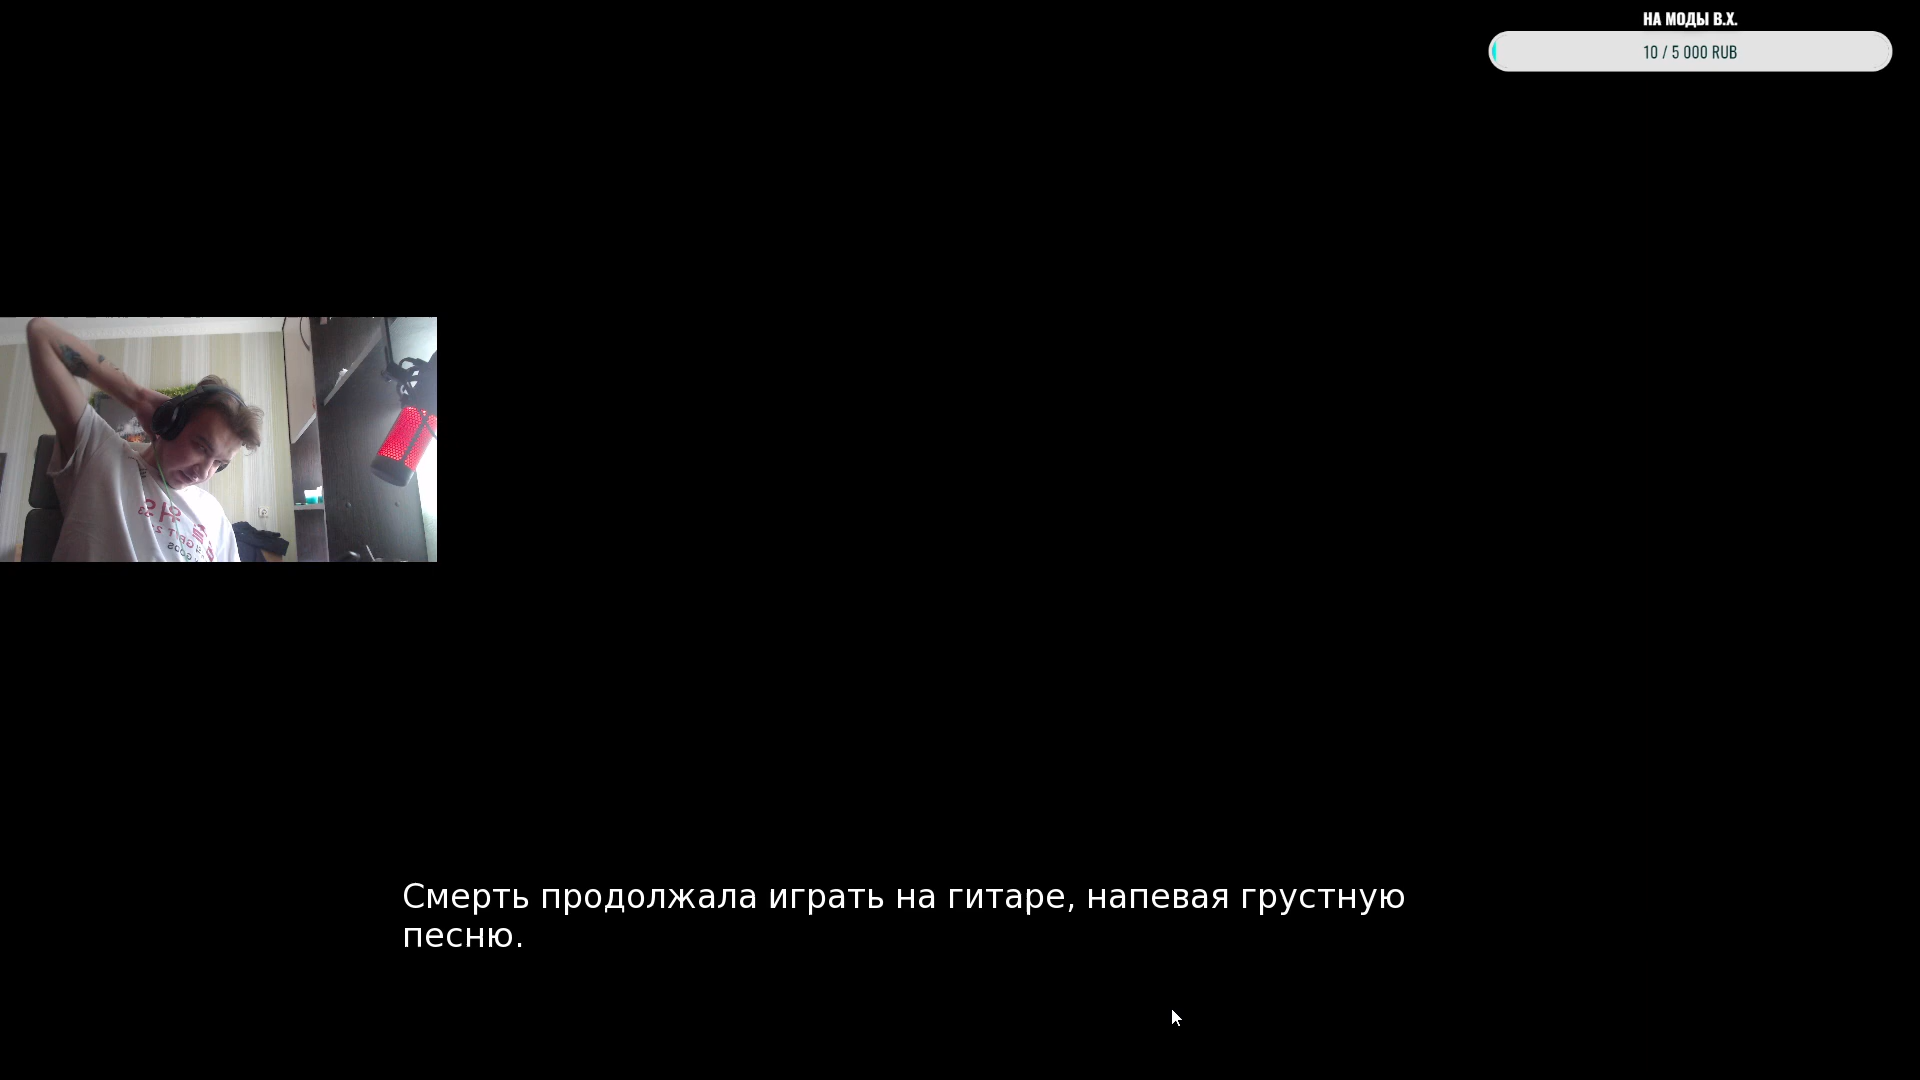 НА МОДЫ В.Х.
10 / 5 000 RUB
Смерть продолжала играть на гитаре, напевая грустную
песню.